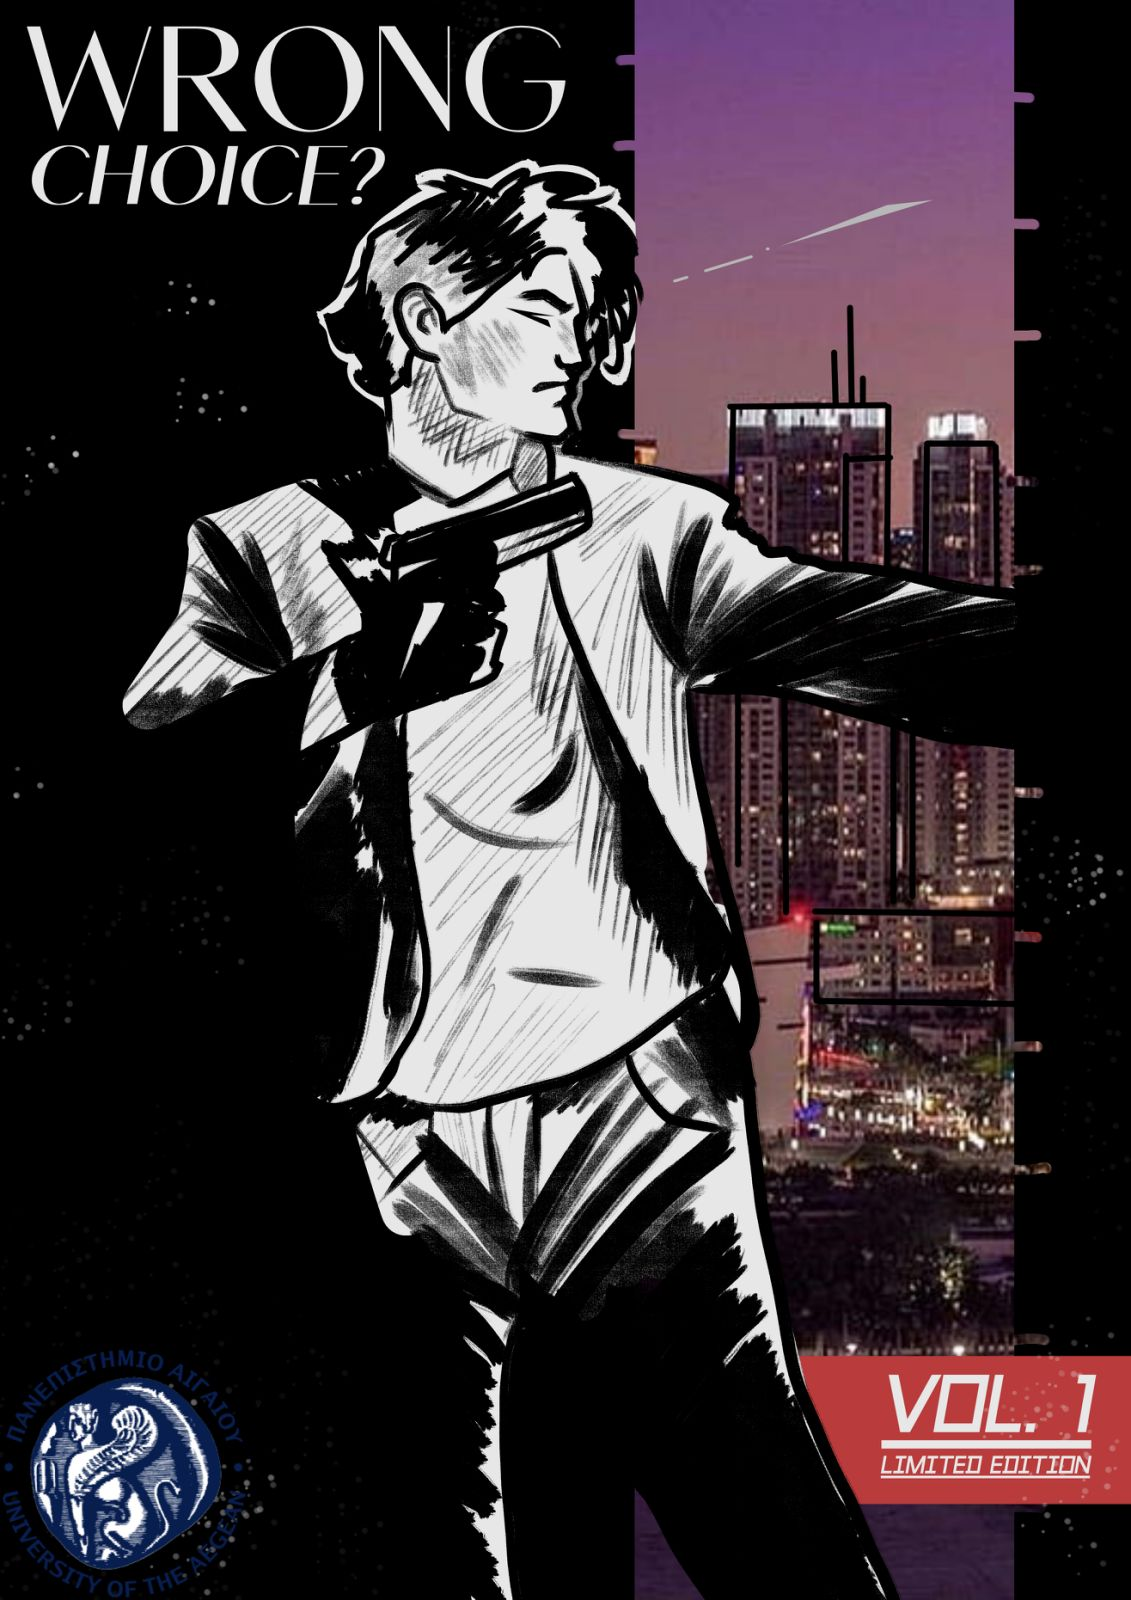 WRONG
CHOICE?
VOL. 1
LIMITED EDITION
ΠΑΝΕΠΙΣΤΗΜΙΟ ΑΙΓΑΙΟΥ
UNIVERSITY OF THE AEGEAN